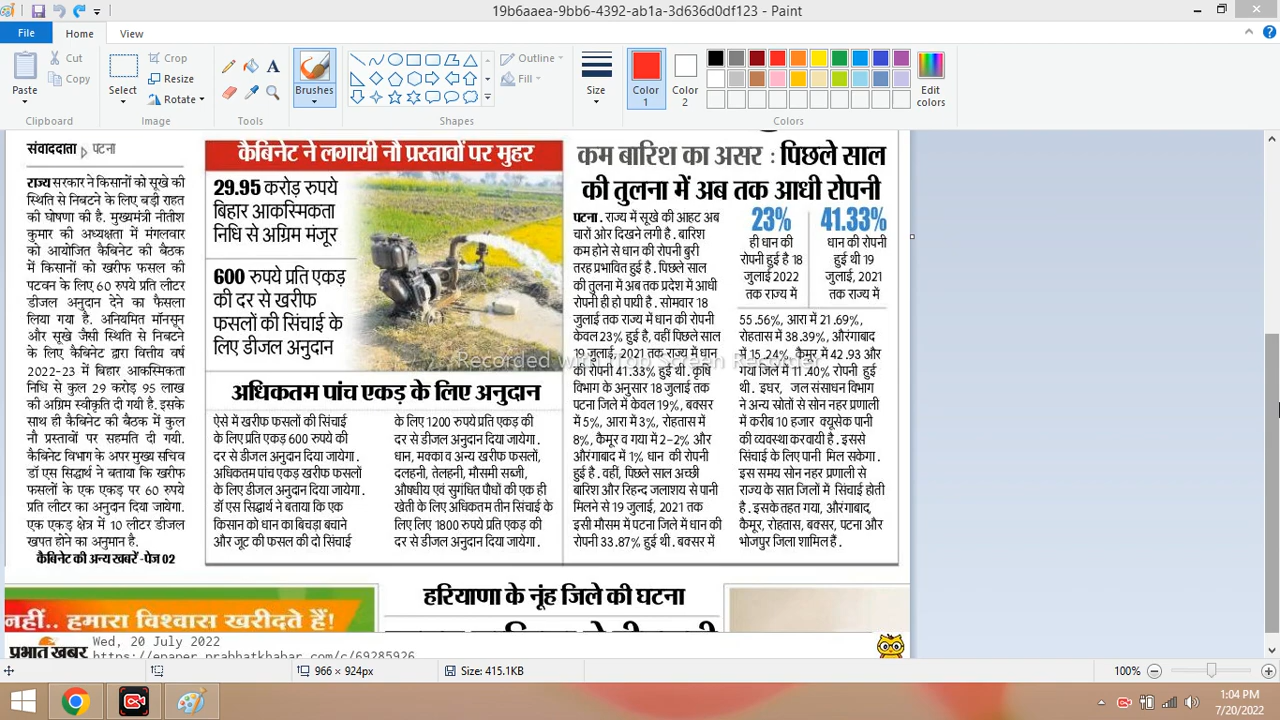 19b6aaea-9bb6-4392-ab1a-3d636d0df123 - Paint
File
Home
View
Paste
Cut
Copy
Clipboard
Select
Crop
Resize
Rotate
Image
Tools
Brushes
Shapes
Outline
Fill
Size
Color 1
Color 2
Edit colors
Colors
संवाददाता पटना
राज्य सरकार ने किसानों को सूखे की
स्थिति से निबटने के लिए बड़ी राहत
की घोषणा की है. मुख्यमंत्री नीतीश
कुमार की अध्यक्षता में मंगलवार
को आयोजित कैबिनेट की बैठक
में किसानों को खरीफ फसल की
पटवन के लिए 60 रुपये प्रति लीटर
डीजल अनुदान देने का फैसला
लिया गया है. अनियमित मॉनसून
और सूखे जैसी स्थिति से निबटने
के लिए कैबिनेट द्वारा वित्तीय वर्ष
2022-23 में बिहार आकस्मिकता
निधि से कुल 29 करोड़ 95 लाख
की अग्रिम स्वीकृति दी गयी है. इसके
साथ ही कैबिनेट की बैठक में कुल
नौ प्रस्तावों पर सहमति दी गयी.
कैबिनेट विभाग के अपर मुख्य सचिव
डॉ एस सिद्धार्थ ने बताया कि खरीफ
फसलों के एक एकड़ पर 60 रुपये
प्रति लीटर का अनुदान दिया जायेगा.
एक एकड़ क्षेत्र में 10 लीटर डीजल
खपत होने का अनुमान है.
कैबिनेट की अन्य खबरें - पेज 02
कैबिनेट ने लगायी नौ प्रस्तावों पर मुहर
29.95 करोड़ रुपये
बिहार आकस्मिकता
निधि से अग्रिम मंजूर
600 रुपये प्रति एकड़
की दर से खरीफ
फसलों की सिंचाई के
लिए डीजल अनुदान
अधिकतम पांच एकड़ के लिए अनुदान
ऐसे में खरीफ फसलों की सिंचाई
के लिए प्रति एकड़ 600 रुपये की
दर से डीजल अनुदान दिया जायेगा.
अधिकतम पांच एकड़ खरीफ फसलों
के लिए डीजल अनुदान दिया जायेगा.
डॉ एस सिद्धार्थ ने बताया कि एक
किसान को धान का बिचड़ा बचाने
और जूट की फसल की दो सिंचाई
के लिए 1200 रुपये प्रति एकड़ की
दर से डीजल अनुदान दिया जायेगा.
धान, मक्का व अन्य खरीफ फसलों,
दलहनी, तेलहनी, मौसमी सब्जी,
औषधीय एवं सुगंधित पौधों की एक ही
खेती के लिए अधिकतम तीन सिंचाई के
लिए लिए 1800 रुपये प्रति एकड़ की
दर से डीजल अनुदान दिया जायेगा.
कम बारिश का असर : पिछले साल
की तुलना में अब तक आधी रोपनी
पटना. राज्य में सूखे की आहट अब
चारों ओर दिखने लगी है. बारिश
कम होने से धान की रोपनी बुरी
तरह प्रभावित हुई है. पिछले साल
की तुलना में अब तक प्रदेश में आधी
रोपनी ही हो पायी है. सोमवार 18
जुलाई तक राज्य में धान की रोपनी
केवल 23% हुई है, वहीं पिछले साल
19 जुलाई, 2021 तक राज्य में धान
की रोपनी 41.33% हुई थी. कृषि
विभाग के अनुसार 18 जुलाई तक
पटना जिला में केवल 19%, बक्सर
में 5%, आरा में 3%, रोहतास में
8%, कैमूर व गया में 2-2% और
औरंगाबाद में 1% धान की रोपनी
हुई है. वहीं, पिछले साल अच्छी
बारिश और रिहन्द जलाशय से पानी
मिलने से 19 जुलाई, 2021 तक
इसी मौसम में पटना जिले में धान की
रोपनी 33.87% हुई थी. बक्सर में
23%
ही धान की
रोपनी हुई है 18
जुलाई 2022
तक राज्य में
41.33%
धान की रोपनी
हुई थी 19
जुलाई, 2021
तक राज्य में
55.56%, आरा में 21.69%,
रोहतास में 38.39%, औरंगाबाद
में 15.24%, कैमूर में 42.93 और
गया जिले में 11.40% रोपनी हुई
थी. इधर, जल संसाधन विभाग
ने अन्य स्रोतों से सोन नहर प्रणाली
में करीब 10 हजार क्यूसेक पानी
की व्यवस्था करवायी है. इससे
सिंचाई के लिए पानी मिल सकेगा.
इस समय सोन नहर प्रणाली से
राज्य के सात जिलों में सिंचाई होती
है. इसके तहत गया, औरंगाबाद,
कैमूर, रोहतास, बक्सर, पटना और
भोजपुर जिला शामिल हैं.
Recorded with Screen Recorder
नहीं.. हमारा विश्वास खरीदते हैं!
हरियाणा के नूंह जिले की घटना
प्रभात खबर
Wed, 20 July 2022
https://epaper.prabhatkhabar.com/c/69285926
966 × 924px
Size: 415.1KB
100%
1:04 PM
7/20/2022